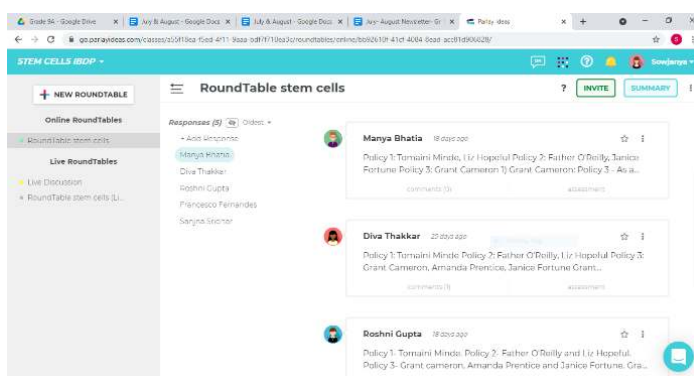 Grade 9A - Google Drive
July & August - Google Docs
July & August - Google Docs
July- August Newsletter- Gr
Parlay Ideas
STEM CELLS IBDP
Sowjanya
+ NEW ROUNDTABLE
RoundTable stem cells
? INVITE SUMMARY
Online RoundTables
RoundTable stem cells
Live RoundTables
Live Discussion
RoundTable stem cells (Li...
Responses (5) Oldest
+ Add Response
Manya Bhatia
Diva Thakkar
Roshni Gupta
Francesco Fernandes
Sanjna
Manya Bhatia 18 days ago
Policy 1: Tomaini Minde, Liz Hopeful Policy 2: Father O'Reilly, Janice
Fortune Policy 3: Grant Cameron 1) Grant Cameron: Policy 3 - As a...
comments (1) assessment
Diva Thakkar 25 days ago
Policy 1: Tomaini Minde Policy 2: Father O'Reilly, Liz Hopeful Policy 3:
Grant Cameron, Amanda Prentice, Janice Fortune Grant...
comments (1) assessment
Roshni Gupta 18 days ago
Policy 1- Tomaini Minde. Policy 2- Father O'Reilly and Liz Hopeful.
Policy 3- Grant cameron, Amanda Prentice and Janice Fortune. Gra...